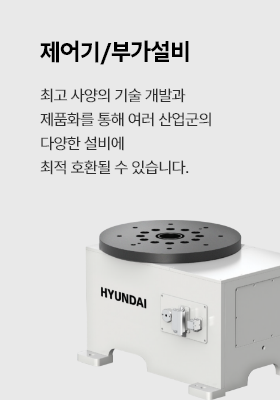 제어기/부가설비
최고 사양의 기술 개발과
제품화를 통해 여러 산업군의
다양한 설비에
최적 호환될 수 있습니다.
HYUNDAI